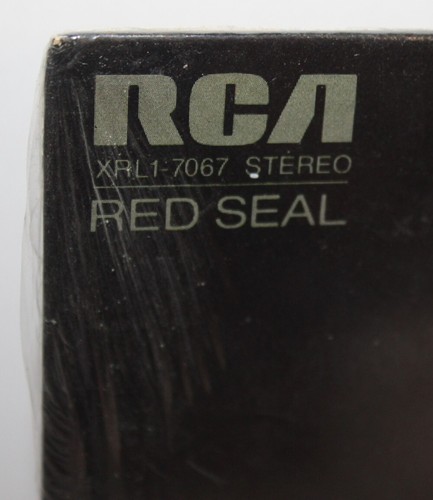 RCA
XRL1-7067 STEREO
RED SEAL